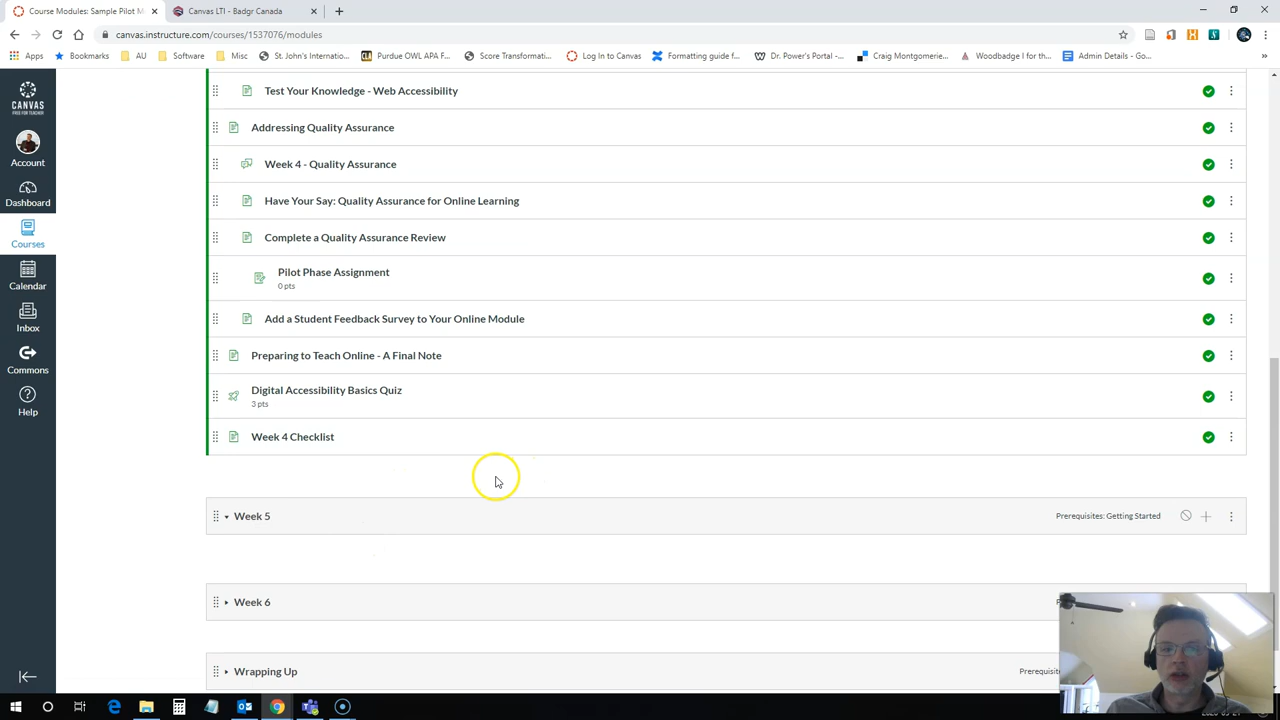 Course Modules: Sample Pilot M
Canvas LTI - Badgr Canada
canvas.instructure.com/courses/1537076/modules
Apps
Bookmarks
AU
Software
Misc
St. John's Internatio...
Purdue OWL APA F...
Score Transformati...
Log In to Canvas
Formatting guide f...
Dr. Power's Portal -...
Craig Montgomerie...
Woodbadge I for th...
Admin Details - Go...
CANVAS
FREE FOR TEACHER
Account
Dashboard
Courses
Calendar
Inbox
Commons
Help
Test Your Knowledge - Web Accessibility
Addressing Quality Assurance
Week 4 - Quality Assurance
Have Your Say: Quality Assurance for Online Learning
Complete a Quality Assurance Review
Pilot Phase Assignment
0 pts
Add a Student Feedback Survey to Your Online Module
Preparing to Teach Online - A Final Note
Digital Accessibility Basics Quiz
3 pts
Week 4 Checklist
Week 5
Prerequisites: Getting Started
Week 6
Wrapping Up
Prerequisit